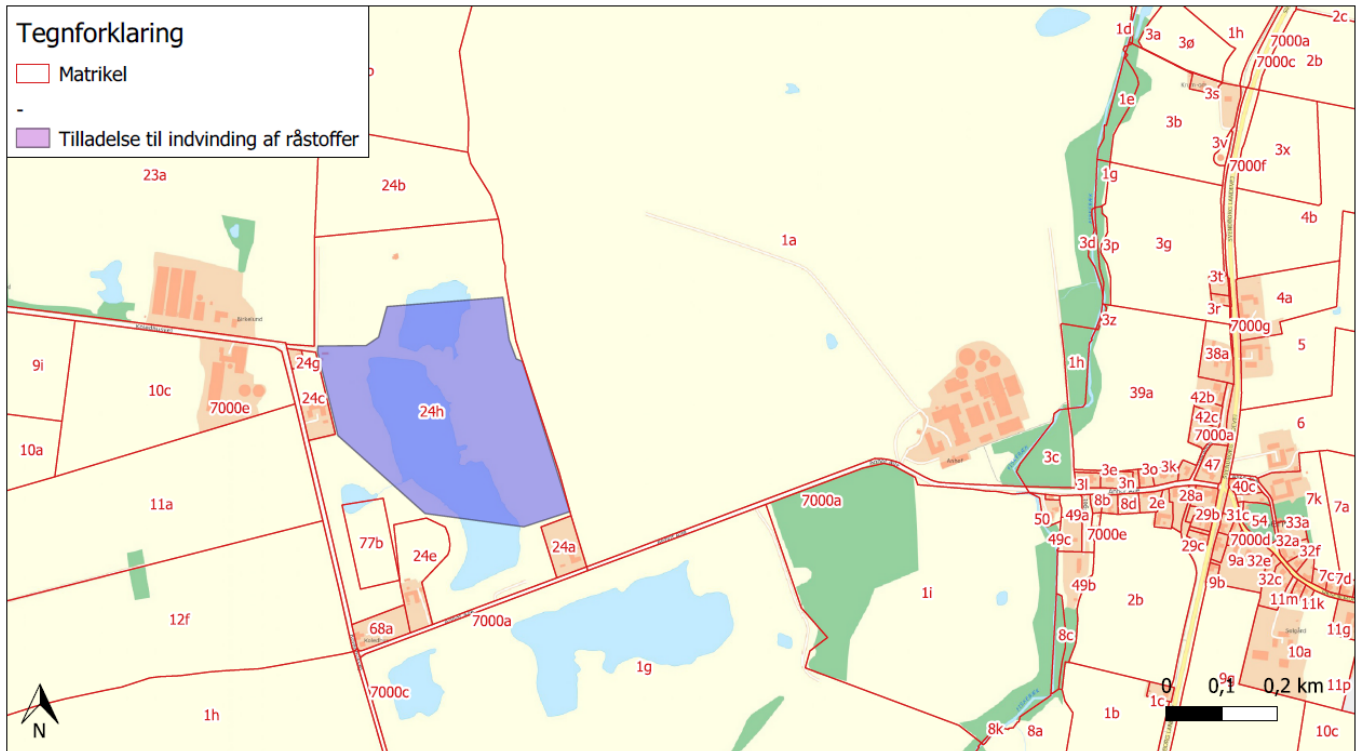 Tegnforklaring
Matrikel
-
Tilladelse til indvinding af råstoffer
2c
1d
3a
3ø
1h
7000a
7000c
2b
1e
3s
3b
3v
3x
7000f
23a
24b
1g
4b
1a
3d
3p
3g
3t
4a
3r
Birkelund
3z
7000g
5
9i
10c
24g
1h
38a
24c
7000e
24h
39a
42b
42c
6
7000a
10a
3c
3e
3o
3k
47
3l
3n
40c
7k
11a
7000a
8b
8d
2e
28a
7a
50
49a
29b
31c
54
33a
77b
24e
24a
49c
7000e
29c
7000d
32a
9a
32e
32f
9b
32c
7c
7d
1i
49b
2b
11m
11k
12f
68a
7000a
8c
11g
10a
1g
7000c
9g
11p
1h
1c
1b
8k
8a
10c
N
0
0,1
0,2 km